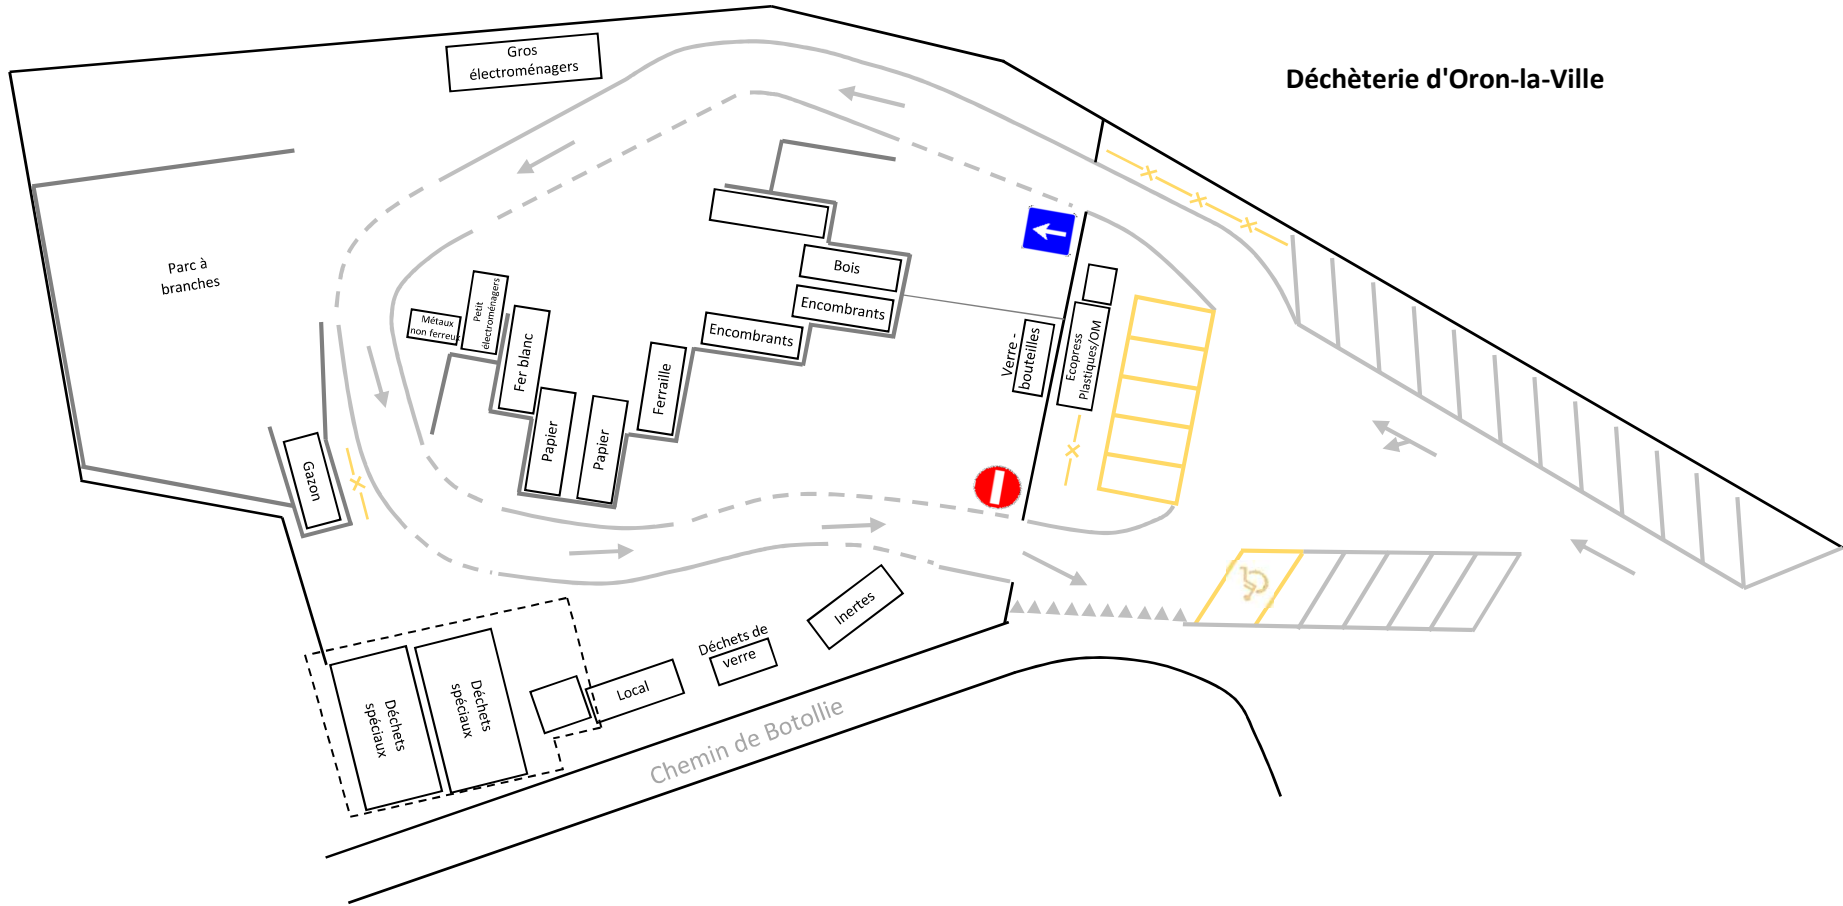 Déchèterie d'Oron-la-Ville
Gros
électroménagers
Parc à
branches
Bois
Encombrants
Encombrants
Métaux
non ferreux
Petit
électroménagers
Fer blanc
Papier
Papier
Ferraille
Verre -
bouteilles
Ecopress
Plastiques/OM
Gazon
Inertes
Déchets de
verre
Local
Déchets
spéciaux
Déchets
spéciaux
Chemin de Botollie